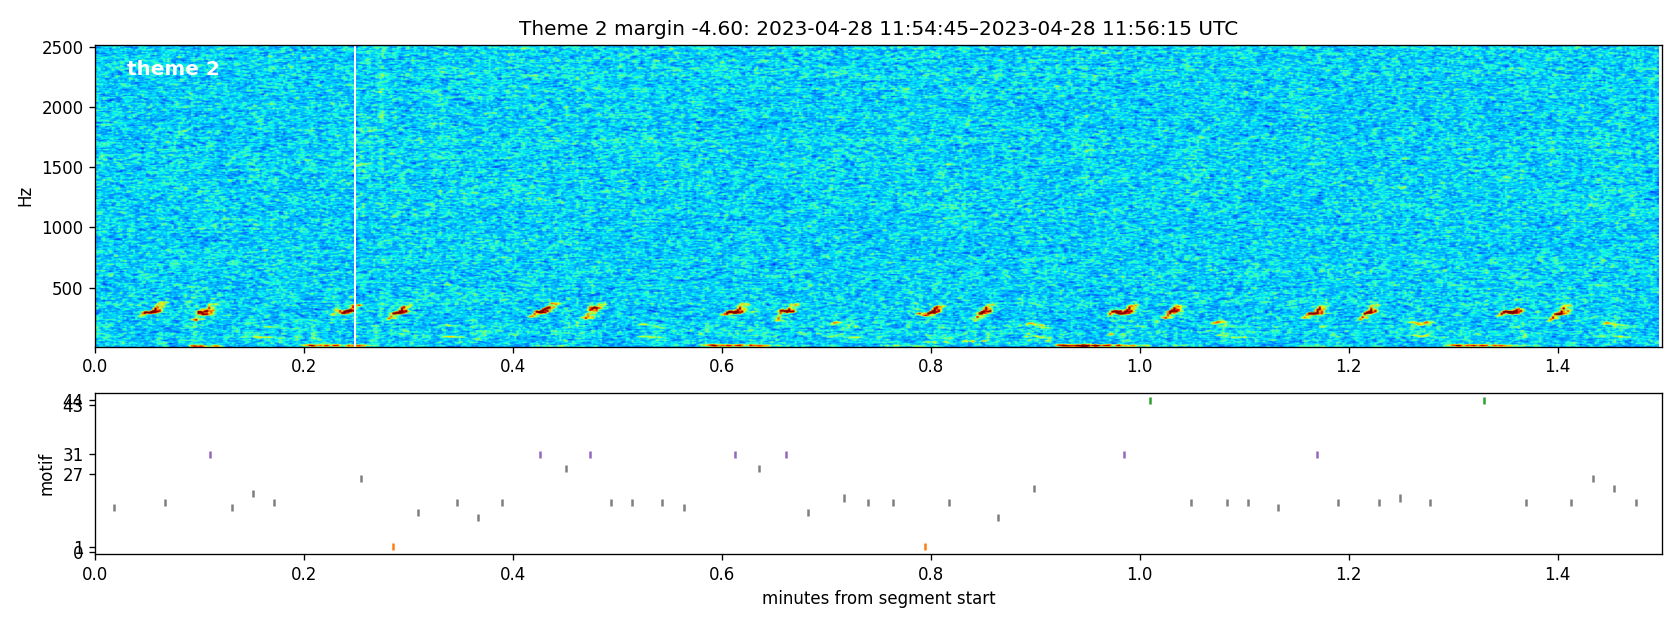 Theme 2 margin -4.60: 2023-04-28 11:54:45–2023-04-28 11:56:15 UTC
theme 2
2500
2000
1500
1000
500
Hz
0.0 0.2 0.4 0.6 0.8 1.0 1.2 1.4
44
43
31
27
1
0
motif
0.0 0.2 0.4 0.6 0.8 1.0 1.2 1.4
minutes from segment start